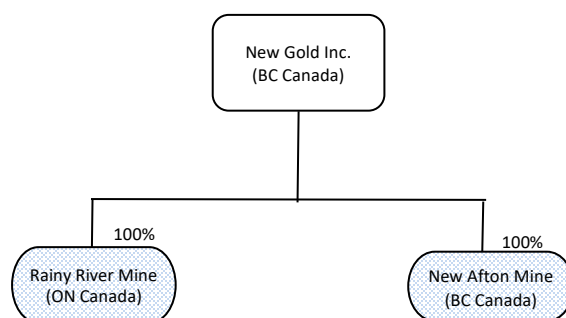 New Gold Inc.
(BC Canada)
100%
100%
Rainy River Mine
(ON Canada)
New Afton Mine
(BC Canada)